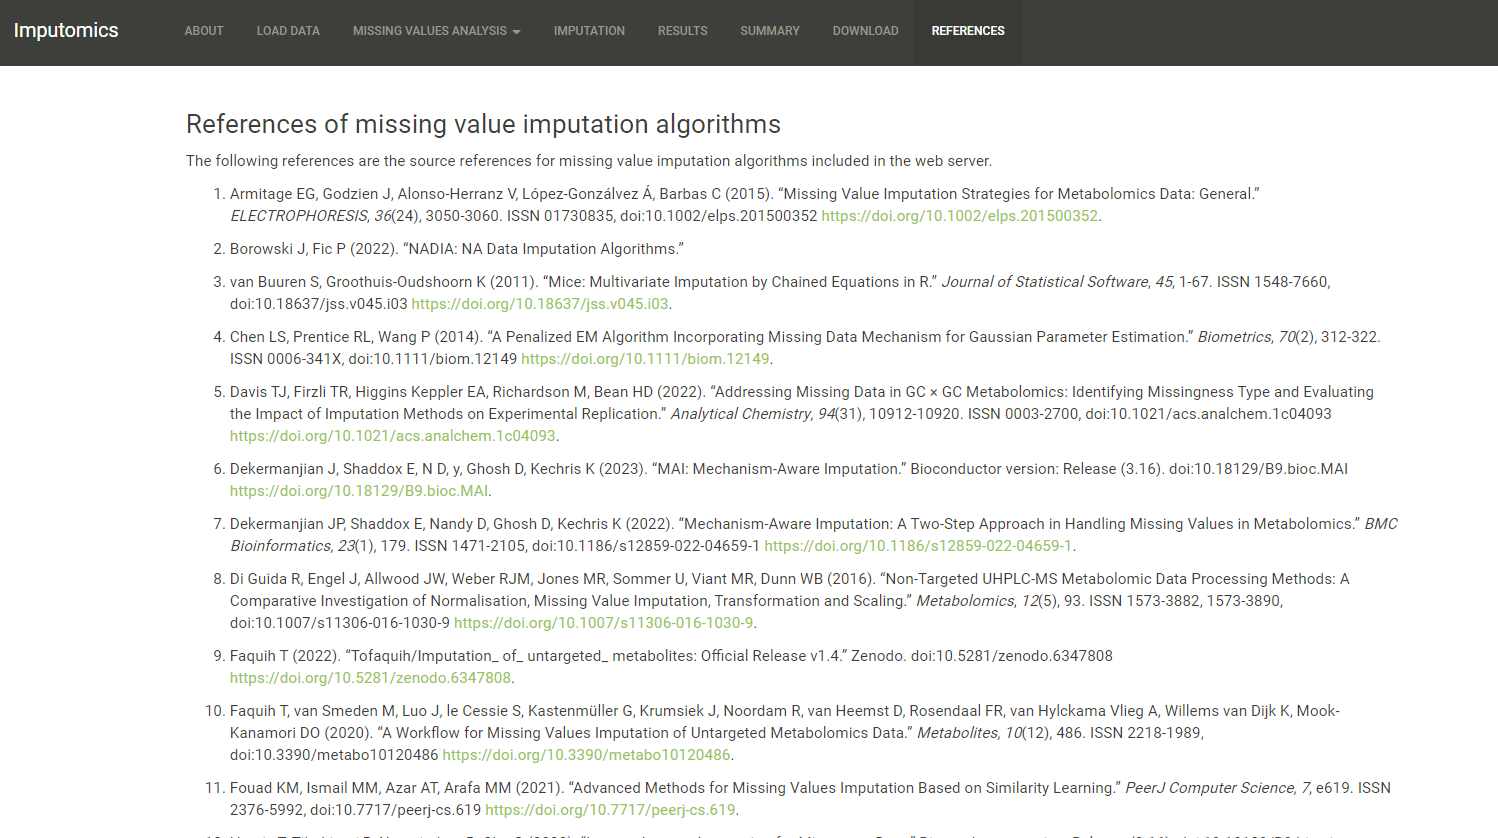 Imputomics
ABOUT
LOAD DATA
MISSING VALUES ANALYSIS
IMPUTATION
RESULTS
SUMMARY
DOWNLOAD
REFERENCES
References of missing value imputation algorithms
The following references are the source references for missing value imputation algorithms included in the web server.
1. Armitage EG, Godzien J, Alonso-Herranz V, López-Gonzálvez Á, Barbas C (2015). “Missing Value Imputation Strategies for Metabolomics Data: General.”
ELECTROPHORESIS, 36(24), 3050-3060. ISSN 01730835, doi:10.1002/elps.201500352 https://doi.org/10.1002/elps.201500352.
2. Borowski J, Fic P (2022). “NADIA: NA Data Imputation Algorithms.”
3. van Buuren S, Groothuis-Oudshoorn K (2011). “Mice: Multivariate Imputation by Chained Equations in R.” Journal of Statistical Software, 45, 1-67. ISSN 1548-7660,
doi:10.18637/jss.v045.i03 https://doi.org/10.18637/jss.v045.i03.
4. Chen LS, Prentice RL, Wang P (2014). “A Penalized EM Algorithm Incorporating Missing Data Mechanism for Gaussian Parameter Estimation.” Biometrics, 70(2), 312-322.
ISSN 0006-341X, doi:10.1111/biom.12149 https://doi.org/10.1111/biom.12149.
5. Davis TJ, Firzli TR, Higgins Keppler EA, Richardson M, Bean HD (2022). “Addressing Missing Data in GC × GC Metabolomics: Identifying Missingness Type and Evaluating
the Impact of Imputation Methods on Experimental Replication.” Analytical Chemistry, 94(31), 10912-10920. ISSN 0003-2700, doi:10.1021/acs.analchem.1c04093
https://doi.org/10.1021/acs.analchem.1c04093.
6. Dekermanjian J, Shaddox E, N D, y, Ghosh D, Kechris K (2023). “MAI: Mechanism-Aware Imputation.” Bioconductor version: Release (3.16). doi:10.18129/B9.bioc.MAI
https://doi.org/10.18129/B9.bioc.MAI.
7. Dekermanjian JP, Shaddox E, Nandy D, Ghosh D, Kechris K (2022). “Mechanism-Aware Imputation: A Two-Step Approach in Handling Missing Values in Metabolomics.” BMC
Bioinformatics, 23(1), 179. ISSN 1471-2105, doi:10.1186/s12859-022-04659-1 https://doi.org/10.1186/s12859-022-04659-1.
8. Di Guida R, Engel J, Allwood JW, Weber RJM, Jones MR, Sommer U, Viant MR, Dunn WB (2016). “Non-Targeted UHPLC-MS Metabolomic Data Processing Methods: A
Comparative Investigation of Normalisation, Missing Value Imputation, Transformation and Scaling.” Metabolomics, 12(5), 93. ISSN 1573-3882, 1573-3890,
doi:10.1007/s11306-016-1030-9 https://doi.org/10.1007/s11306-016-1030-9.
9. Faquih T (2022). “Tofaquih/Imputation_ of_ untargeted_ metabolites: Official Release v1.4.” Zenodo. doi:10.5281/zenodo.6347808
https://doi.org/10.5281/zenodo.6347808.
10. Faquih T, van Smeden M, Luo J, le Cessie S, Kastenmüller G, Krumsiek J, Noordam R, van Heemst D, Rosendaal FR, van Hylckama Vlieg A, Willems van Dijk K, Mook-
Kanamori DO (2020). “A Workflow for Missing Values Imputation of Untargeted Metabolomics Data.” Metabolites, 10(12), 486. ISSN 2218-1989,
doi:10.3390/metabo10120486 https://doi.org/10.3390/metabo10120486.
11. Fouad KM, Ismail MM, Azar AT, Arafa MM (2021). “Advanced Methods for Missing Values Imputation Based on Similarity Learning.” PeerJ Computer Science, 7, e619. ISSN
2376-5992, doi:10.7717/peerj-cs.619 https://doi.org/10.7717/peerj-cs.619.